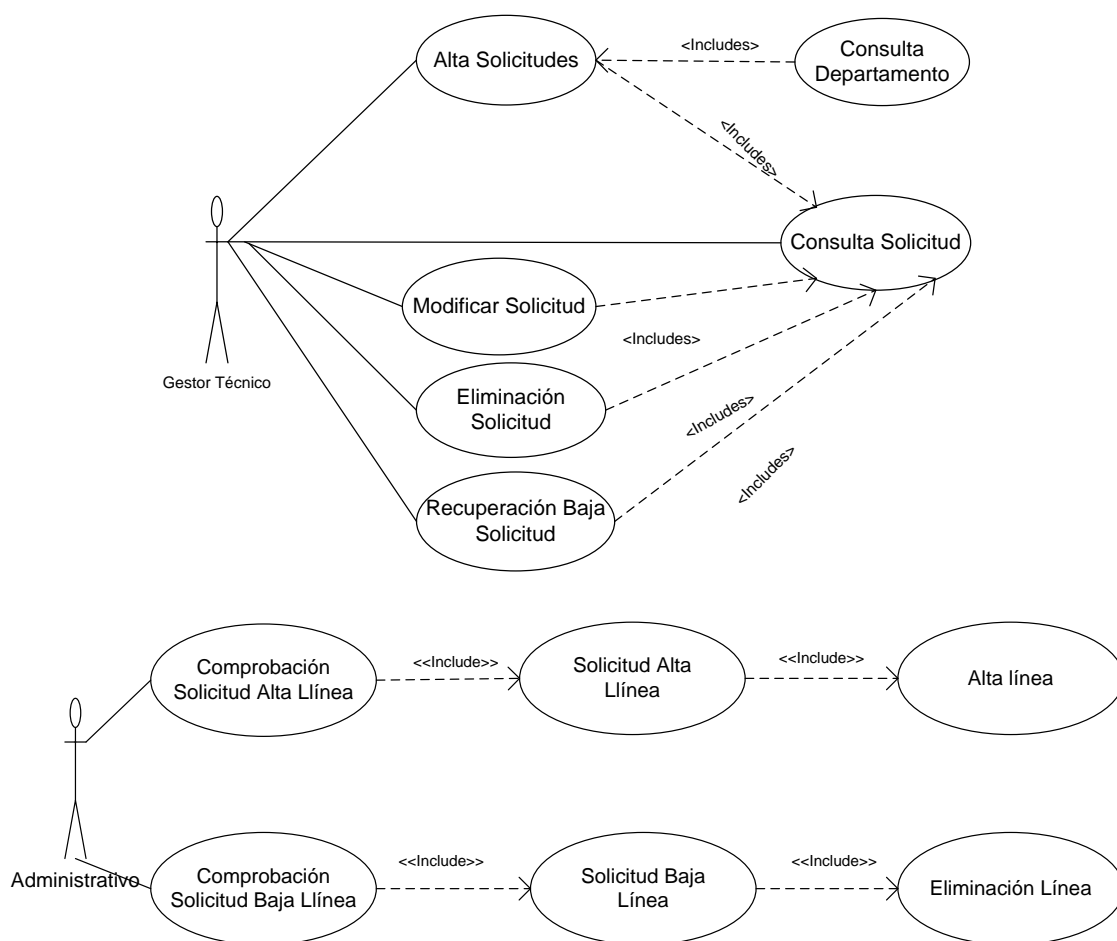 Alta Solicitudes
<Includes>
Consulta
Departamento
<Includes>
Consulta Solicitud
Gestor Técnico
Modificar Solicitud
<Includes>
Eliminación
Solicitud
<Includes>
<Includes>
Recuperación Baja
Solicitud
Comprobación
Solicitud Alta Llínea
<<Include>>
Solicitud Alta
Llínea
<<Include>>
Alta línea
Administrativo
Comprobación
Solicitud Baja Llínea
<<Include>>
Solicitud Baja
Línea
<<Include>>
Eliminación Línea